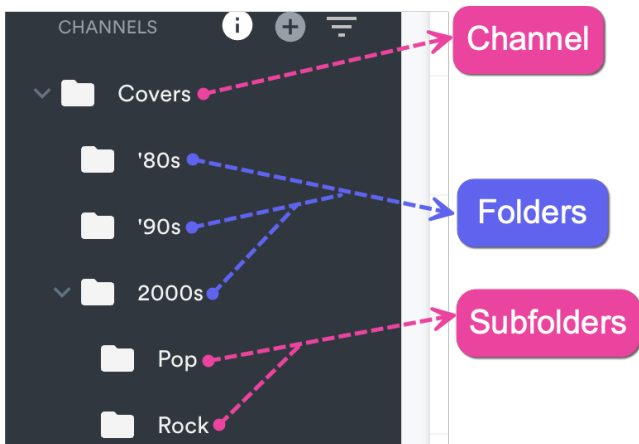 CHANNELS
Channel
Covers
'80s
'90s
Folders
2000s
Subfolders
Pop
Rock